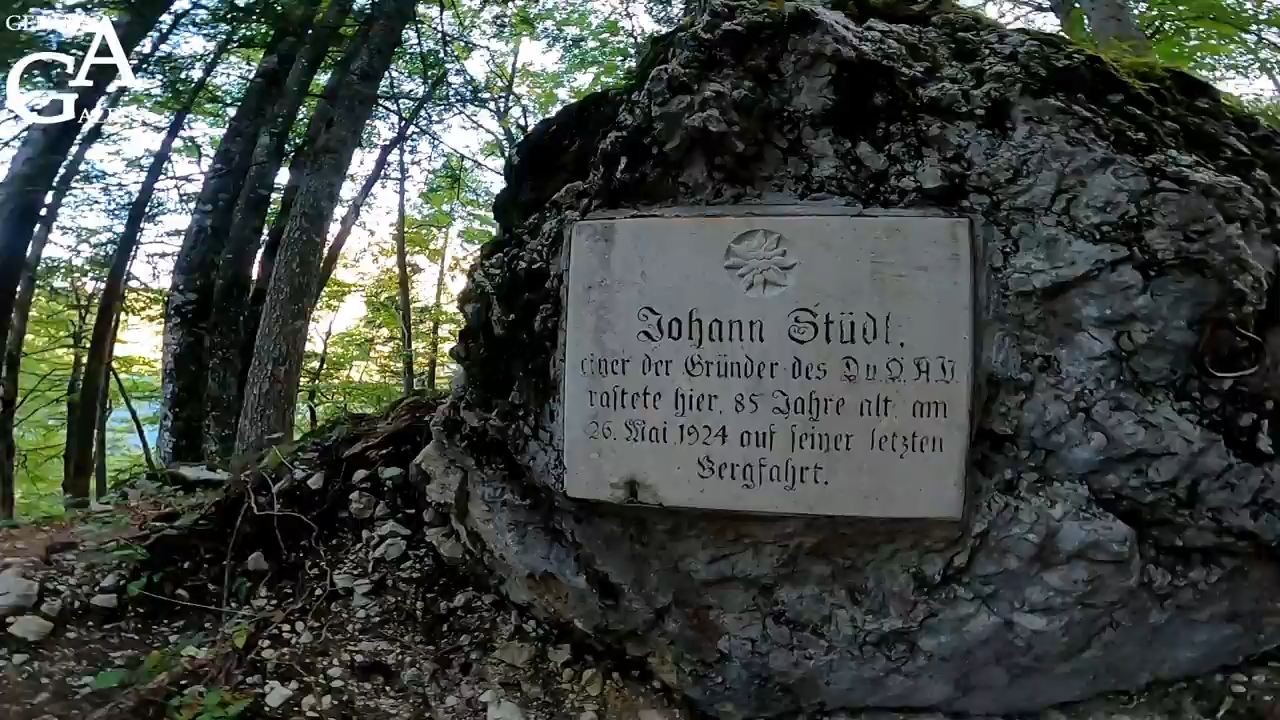 GA
Johann Stüdl,
einer der Gründer des D.u.Ö.A.V.
rastete hier, 85 Jahre alt, am
26. Mai 1924 auf seiner letzten
Bergfahrt.